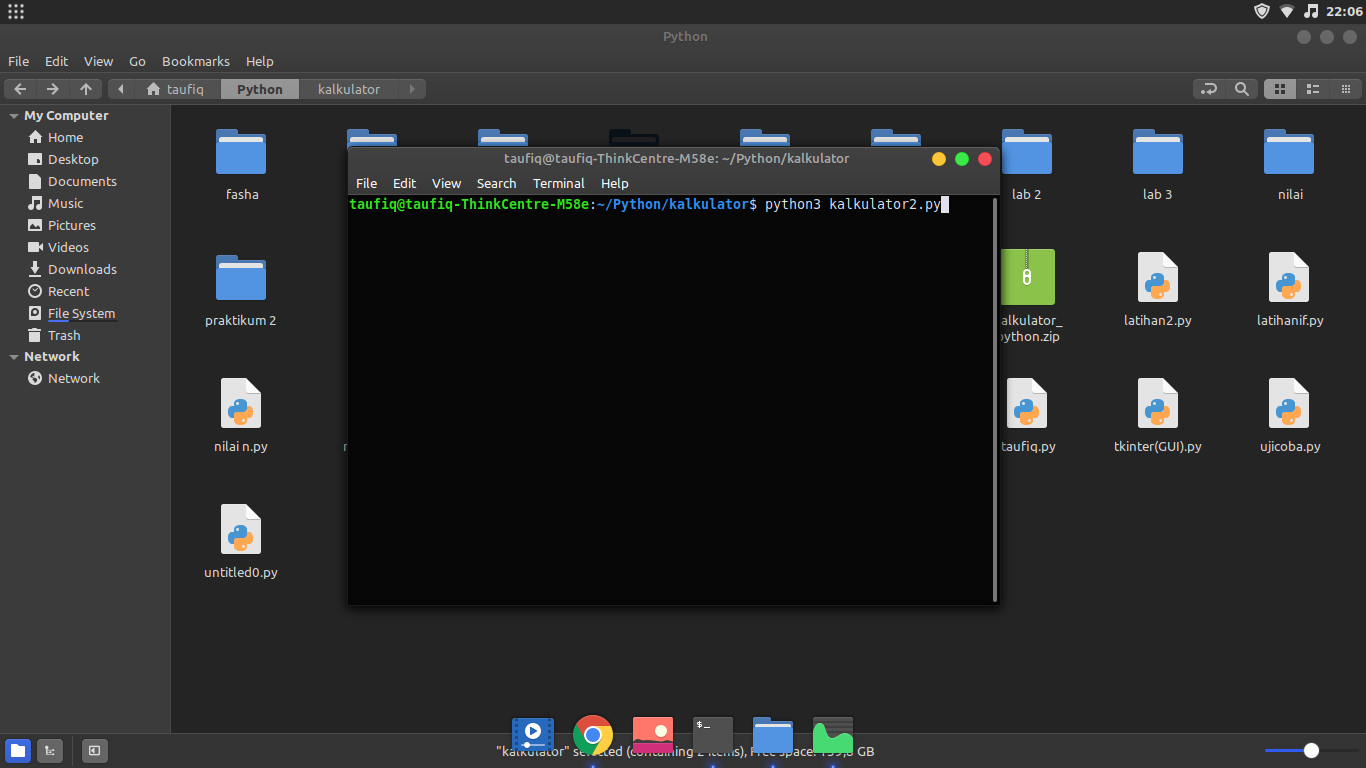 22:06
Python
File Edit View Go Bookmarks Help
taufiq Python kalkulator
My Computer
Home
Desktop
Documents
Music
Pictures
Videos
Downloads
Recent
File System
Trash
Network
Network
fasha
lab 2
lab 3
nilai
taufiq@taufiq-ThinkCentre-M58e: ~/Python/kalkulator
File Edit View Search Terminal Help
taufiq@taufiq-ThinkCentre-M58e:~/Python/kalkulator$ python3 kalkulator2.py
praktikum 2
alkulator_
python.zip
latihan2.py
latihanif.py
nilai n.py
taufiq.py
tkinter(GUI).py
ujicoba.py
untitled0.py
$_
"kalkulator" selected (containing 2 items), Free space: GB